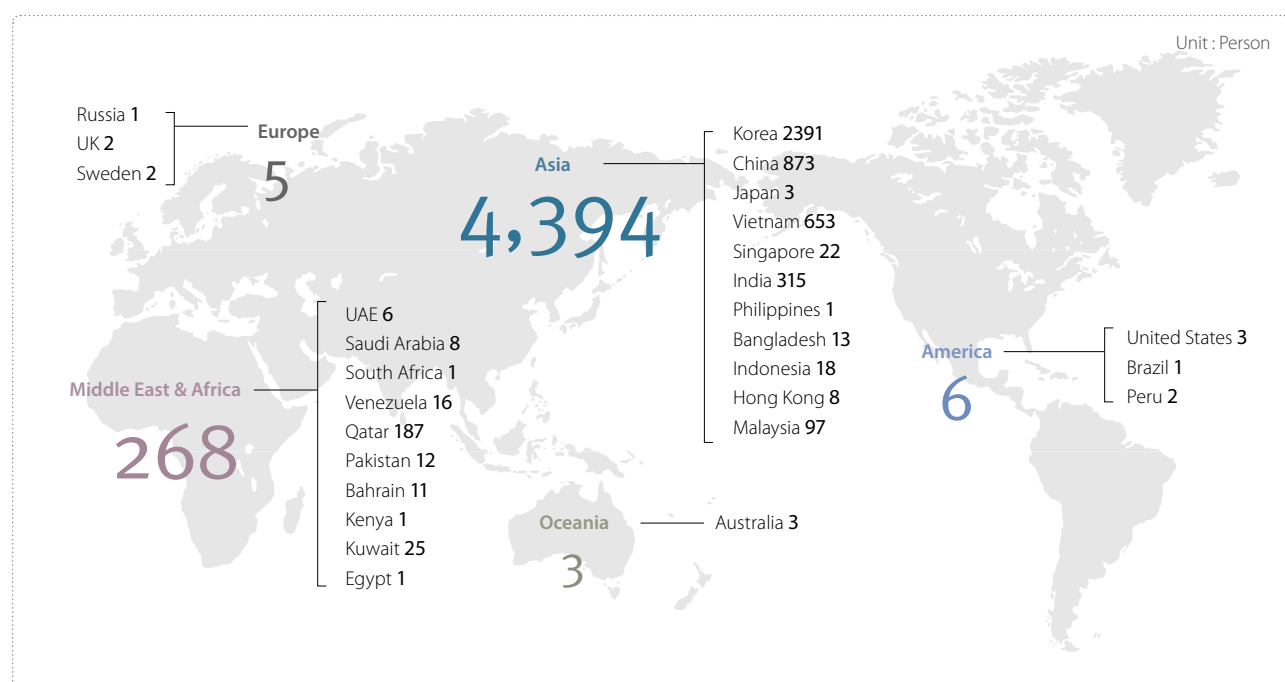 Unit : Person
Russia 1
UK 2
Sweden 2
Europe
5
Asia
4,394
Korea 2391
China 873
Japan 3
Vietnam 653
Singapore 22
India 315
Philippines 1
Bangladesh 13
Indonesia 18
Hong Kong 8
Malaysia 97
Middle East & Africa
268
UAE 6
Saudi Arabia 8
South Africa 1
Venezuela 16
Qatar 187
Pakistan 12
Bahrain 11
Kenya 1
Kuwait 25
Egypt 1
Oceania
3
Australia 3
America
6
United States 3
Brazil 1
Peru 2